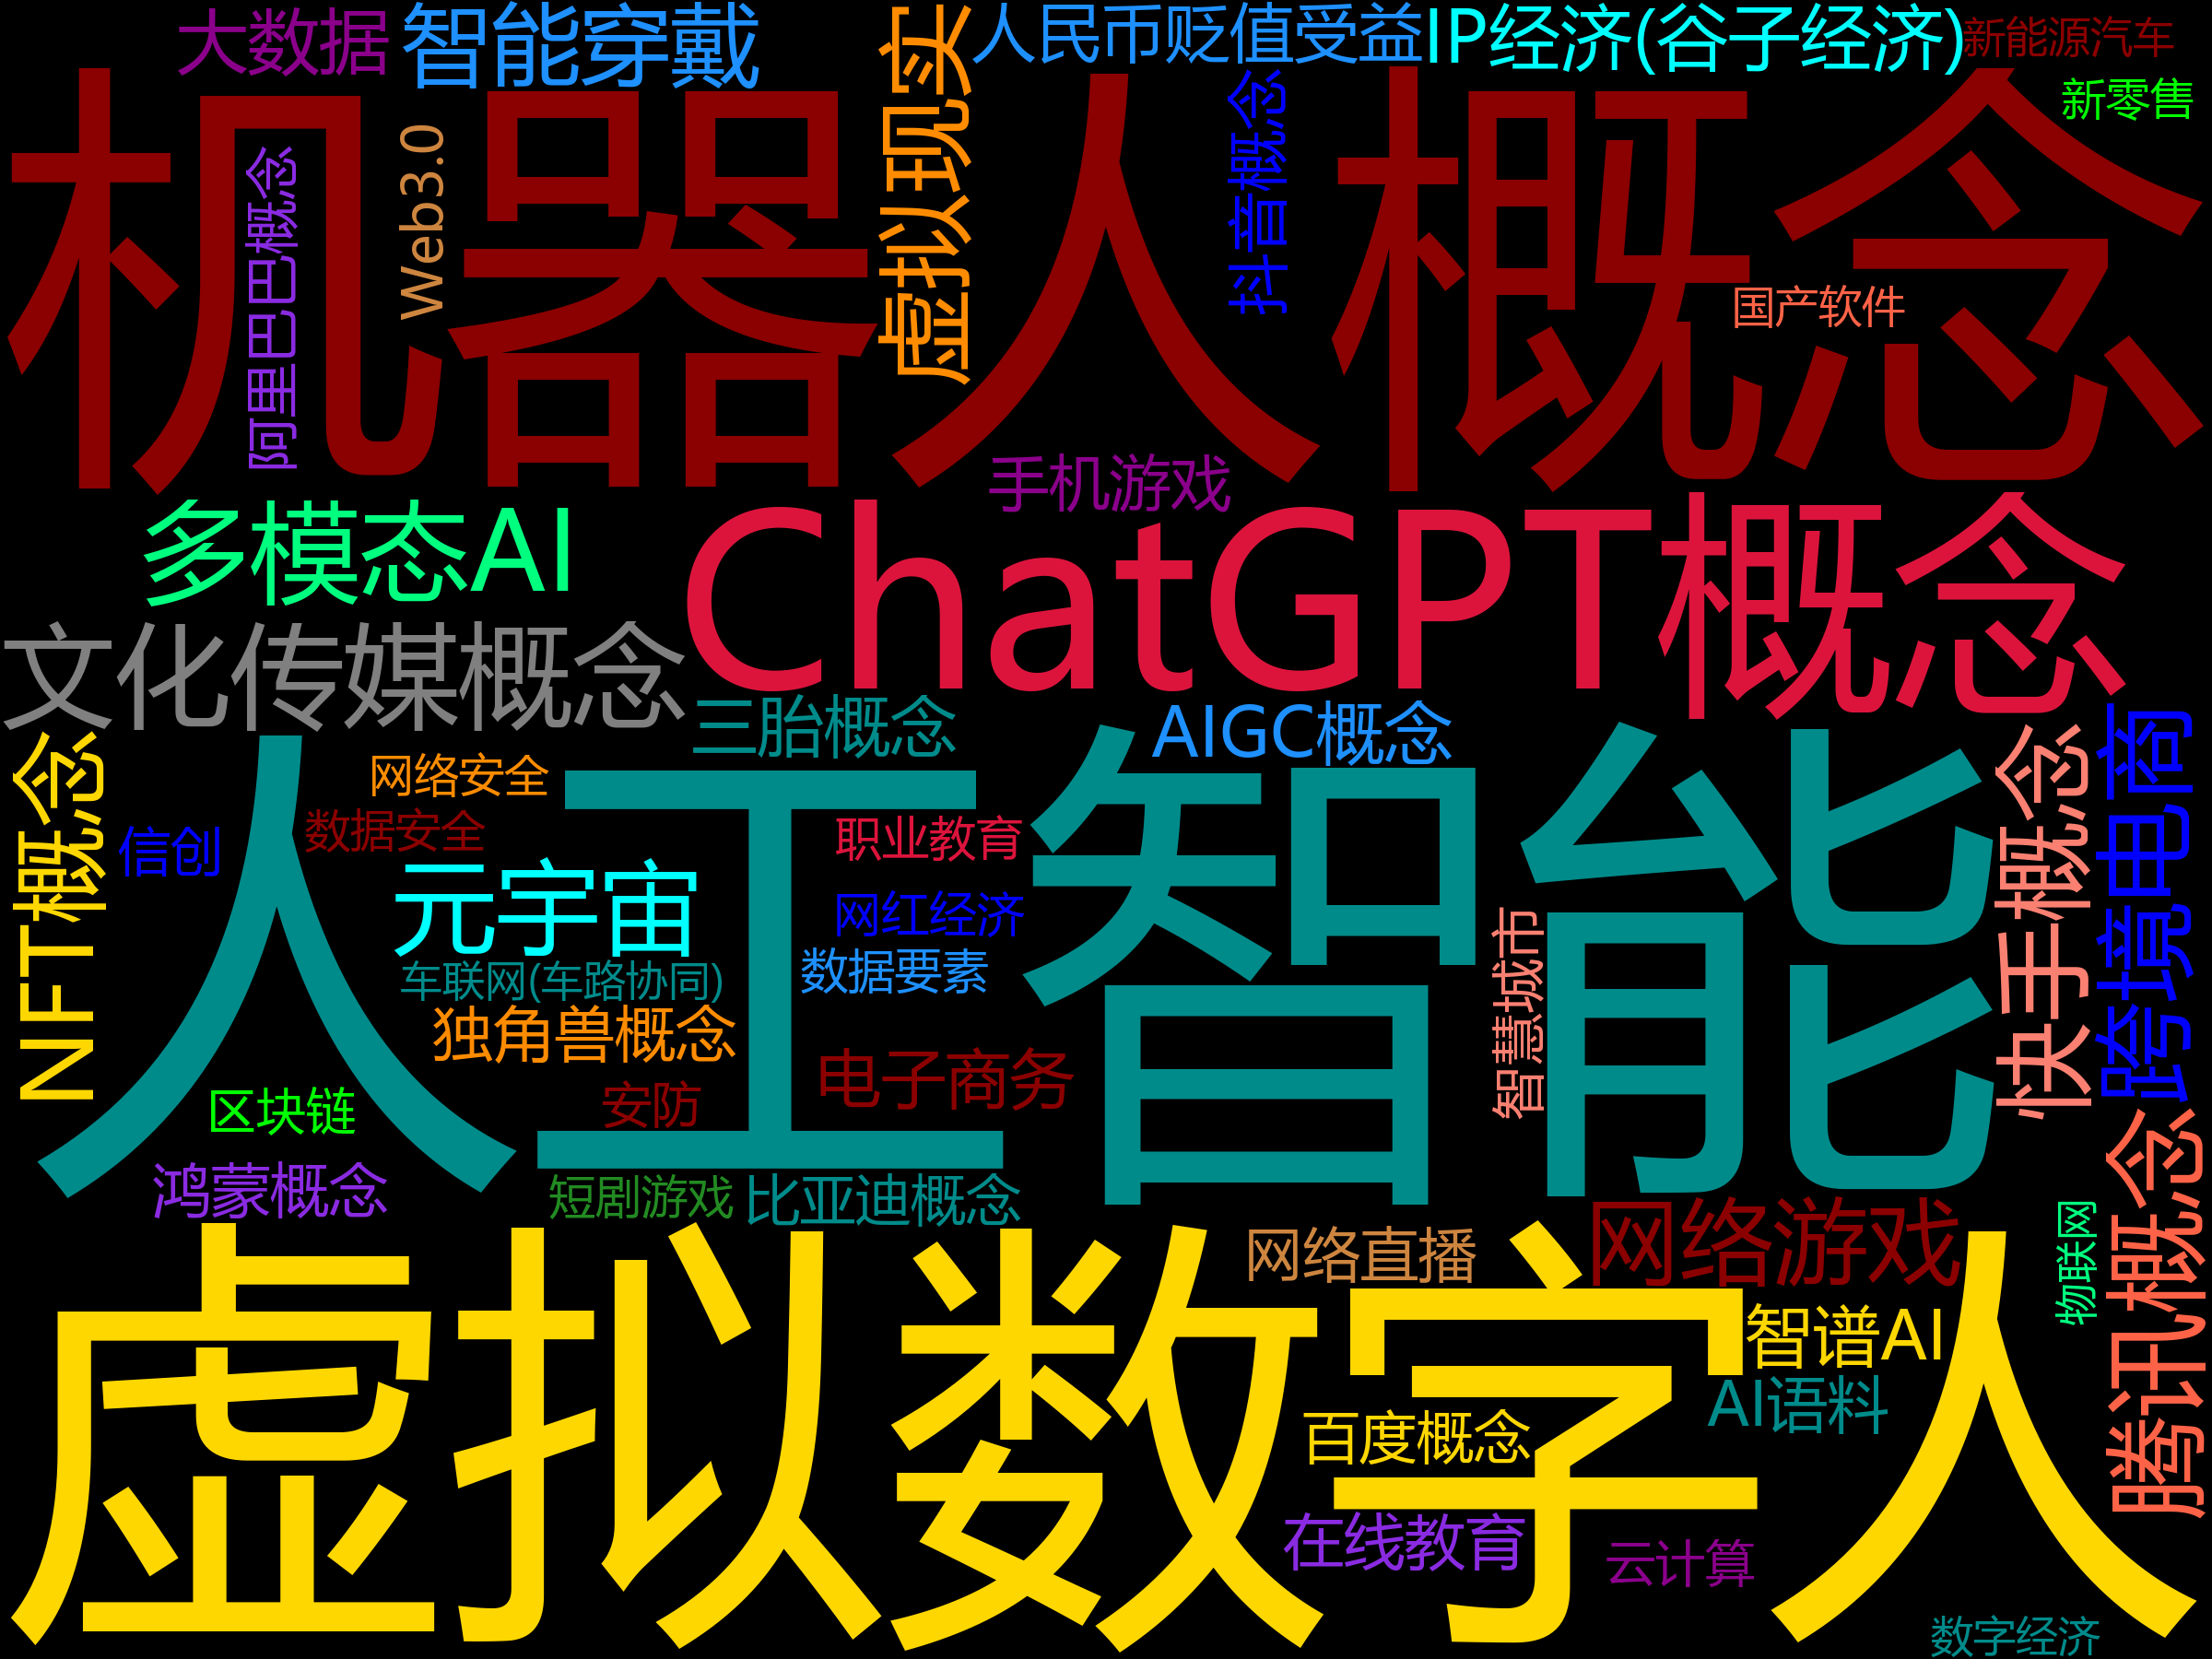 大数据
智能穿戴
虚拟现实
人民币贬值受益
IP经济(谷子经济)
新能源汽车
新零售
机器人概念
阿里巴巴概念
Web3.0
抖音概念
国产软件
手机游戏
多模态AI
ChatGPT概念
文化传媒概念
三胎概念
AIGC概念
NFT概念
网络安全
数据安全
信创
人工智能
职业教育
元宇宙
网红经济
数据要素
车联网(车路协同)
独角兽概念
智慧城市
快手概念
跨境电商
电子商务
安防
区块链
鸿蒙概念
短剧游戏
比亚迪概念
网络游戏
网络直播
物联网
腾讯概念
虚拟数字人
智谱AI
AI语料
百度概念
在线教育
云计算
数字经济